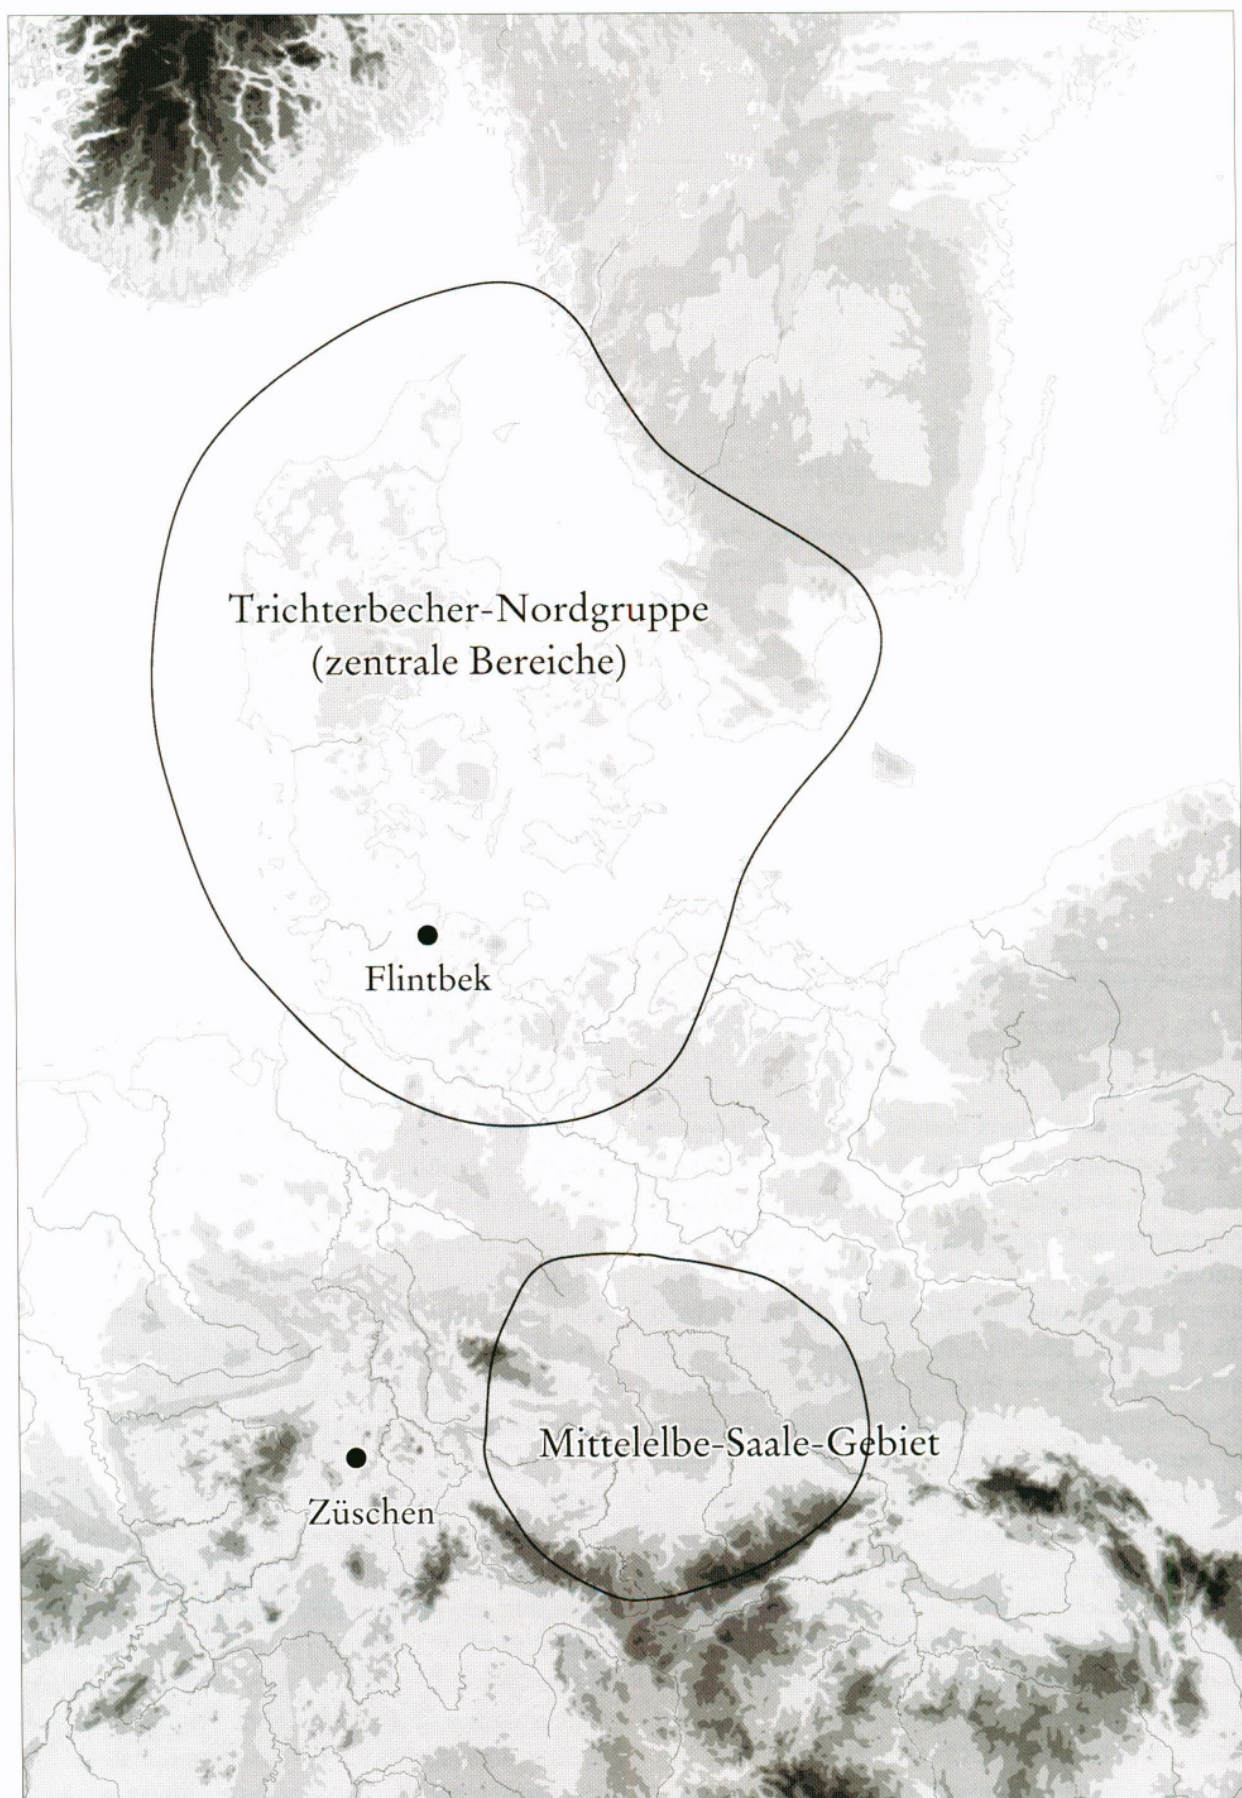 Trichterbecher-Nordgruppe
(zentrale Bereiche)
Flintbek
Mittelelbe-Saale-Gebiet
Züschen